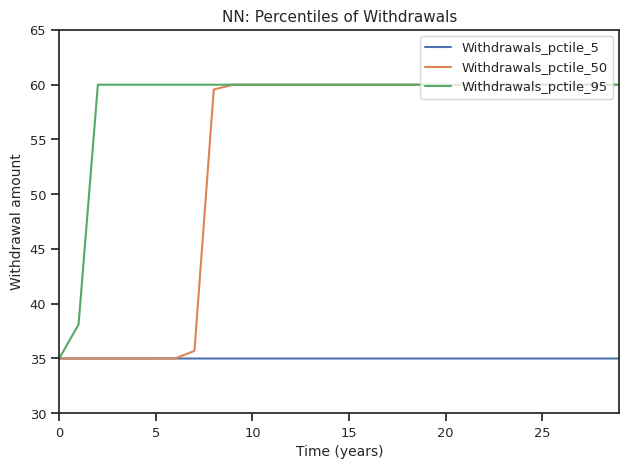 NN: Percentiles of Withdrawals
65
60
55
50
45
40
35
30
Withdrawal amount
Withdrawals_pctile_5
Withdrawals_pctile_50
Withdrawals_pctile_95
0 5 10 15 20 25
Time (years)